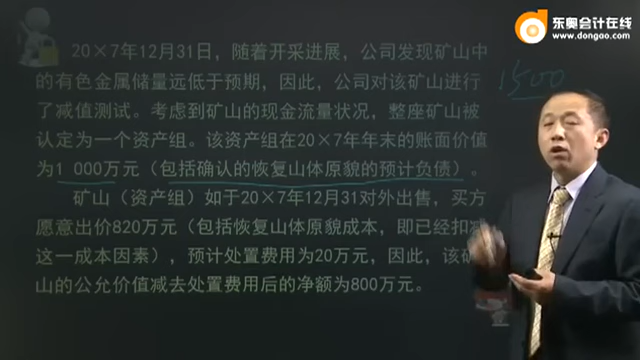 东奥会计在线
www.dongao.com
1500
20×7年12月31日，随着开采进展，公司发现矿山中
的有色金属储量远低于预期，因此，公司对该矿山进行
了减值测试。考虑到矿山的现金流量状况，整座矿山被
认定为一个资产组。该资产组在20×7年年末的账面价值
为1 000万元（包括确认的恢复山体原貌的预计负债）。
矿山（资产组）如于20×7年12月31日对外出售，买方
愿意出价820万元（包括恢复山体原貌成本，即已经扣减
这一成本因素），预计处置费用为20万元，因此，该矿
山的公允价值减去处置费用后的净额为800万元。